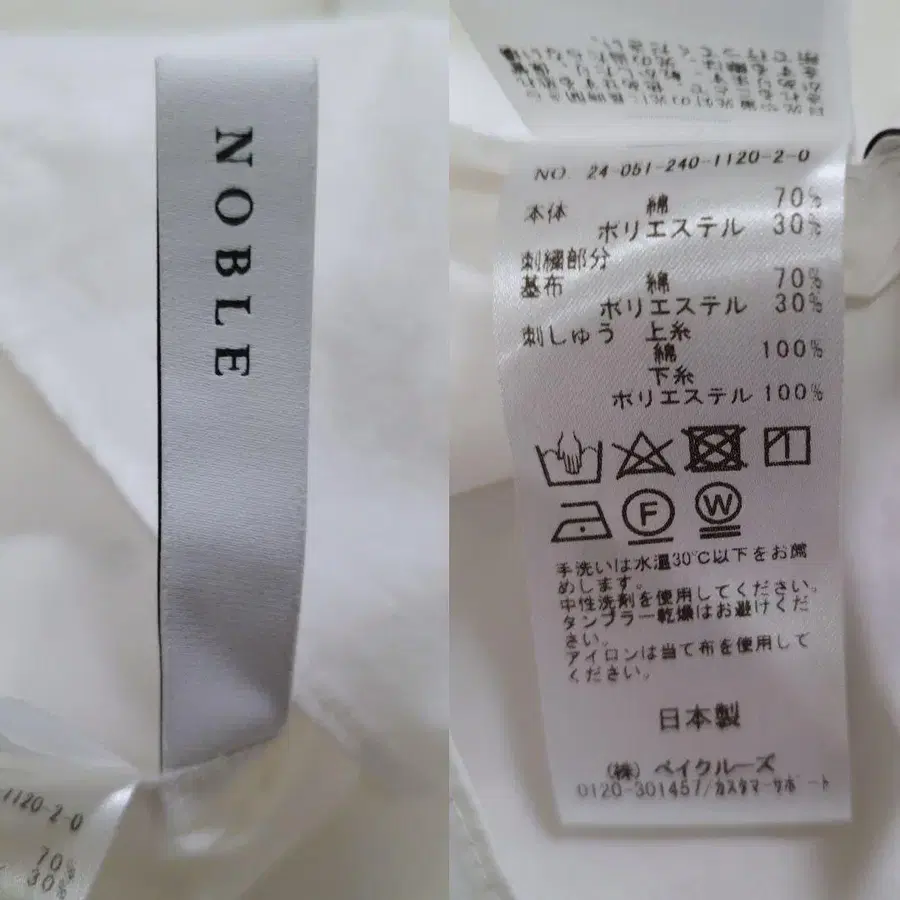 NOBLE
1120-2-0
70%
30%
NO. 24-051-240-1120-2-0
本体 綿 70%
ポリエステル 30%
刺繍部分
基布 綿 70%
ポリエステル 30%
刺しゅう 上糸
綿 100%
下糸
ポリエステル 100%
F
W
手洗いは水温30℃以下をお薦
めします。
中性洗剤を使用してください。
タンブラー乾燥はお避けくだ
さい。
アイロンは当て布を使用して
ください。
日本製
(株) ベイクルーズ
0120-301457/カスタマーサポート